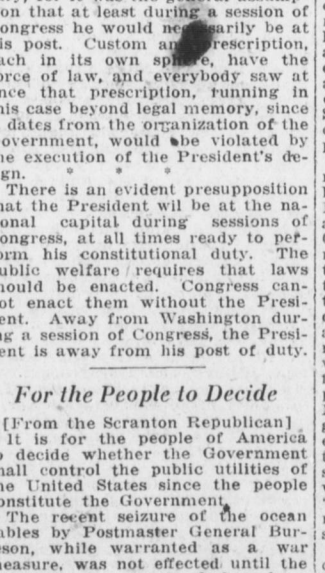 on that at least during a session of
ongress he would necessarily be at
is post. Custom an rescription,
ach in its own sphere, have the
orce of law, and everybody saw at
nce that prescription, running in
his case beyond legal memory, since
dates from the organization of the
overnment, would be violated by
he execution of the President's de-
ign. * * *
There is an evident presupposition
hat the President wil be at the na-
ional capital during sessions of
ongress, at all times ready to per-
orm his constitutional duty. The
ublic welfare requires that laws
hould be enacted. Congress can-
ot enact them without the Presi-
ent. Away from Washington dur-
ng a session of Congress, the Presi-
ent is away from his post of duty.
For the People to Decide
[From the Scranton Republican]
It is for the people of America
o decide whether the Government
hall control the public utilities of
he United States since the people
onstitute the Government.
The recent seizure of the ocean
ables by Postmaster General Bur-
eson, while warranted as a war
measure, was not effected until the